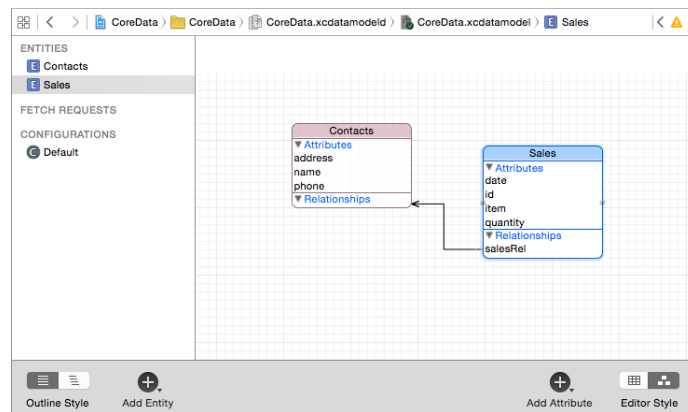 CoreData CoreData CoreData.xcdatamodeld CoreData.xcdatamodel E Sales
ENTITIES
E Contacts
E Sales
FETCH REQUESTS
CONFIGURATIONS
C Default
Contacts
Attributes
address
name
phone
Relationships
Sales
Attributes
date
id
item
quantity
Relationships
salesRel
Outline Style
Add Entity
Add Attribute
Editor Style